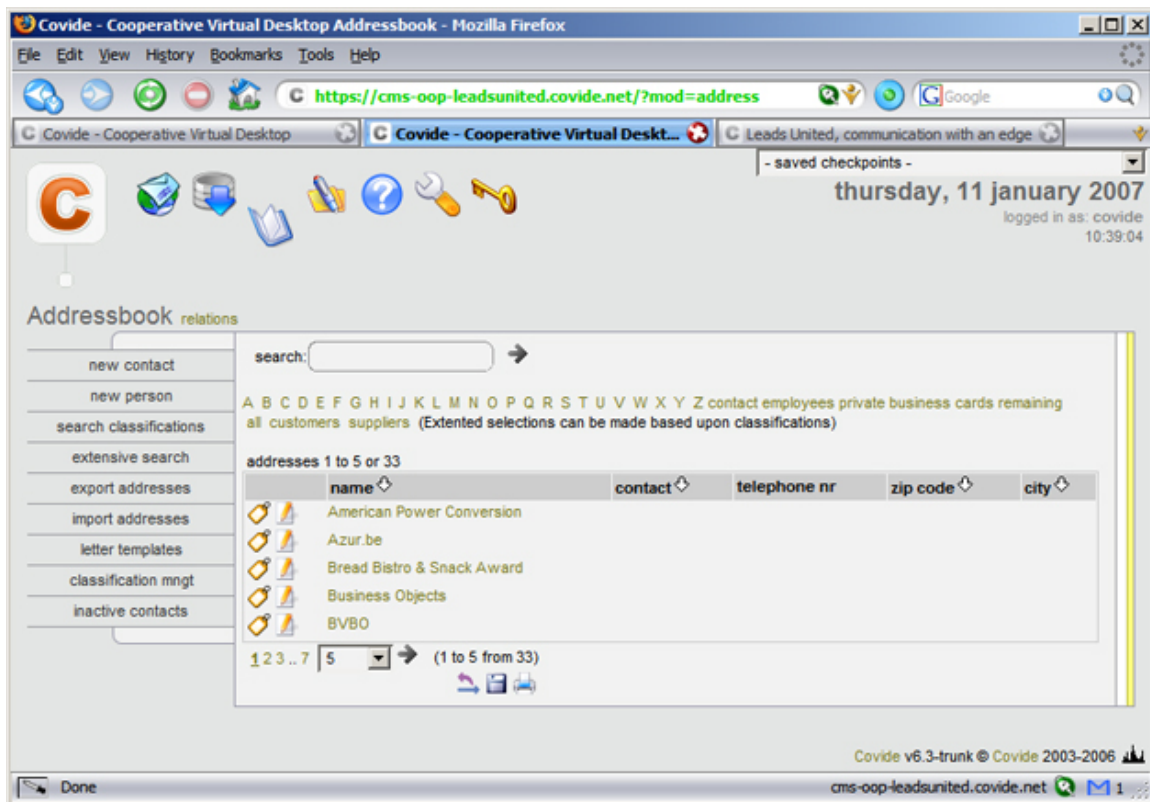 Covide - Cooperative Virtual Desktop Addressbook - Mozilla Firefox
File Edit View History Bookmarks Tools Help
C https://cms-oop-leadsunited.covide.net/?mod=address G Google
C Covide - Cooperative Virtual Desktop C Covide - Cooperative Virtual Deskt... C Leads United, communication with an edge
- saved checkpoints -
C
thursday, 11 january 2007
logged in as: covide
10:39:04
Addressbook relations
new contact
new person
search classifications
extensive search
export addresses
import addresses
letter templates
classification mngt
inactive contacts
search:
A B C D E F G H I J K L M N O P Q R S T U V W X Y Z contact employees private business cards remaining
all customers suppliers (Extented selections can be made based upon classifications)
addresses 1 to 5 or 33
name contact telephone nr zip code city
American Power Conversion
Azur.be
Bread Bistro & Snack Award
Business Objects
BVBO
1 2 3 .. 7 5 (1 to 5 from 33)
Covide v6.3-trunk © Covide 2003-2006
Done cms-oop-leadsunited.covide.net 1